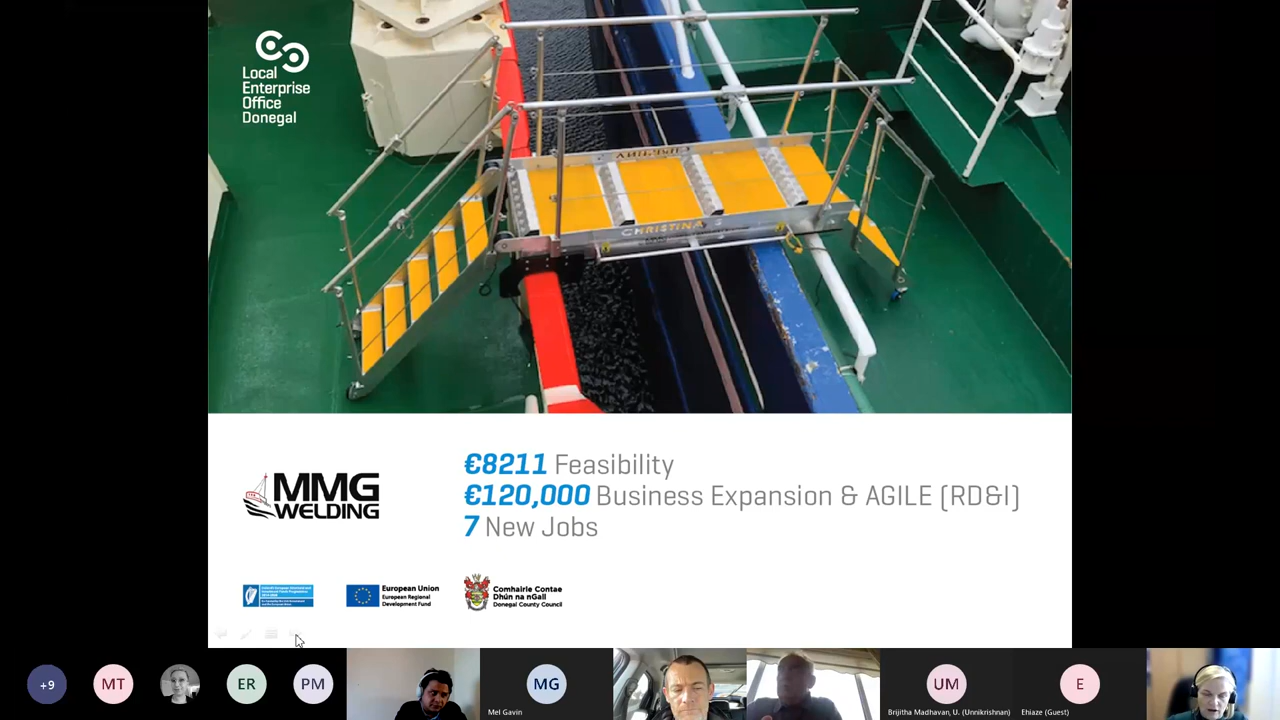 Local
Enterprise
Office
Donegal
CHRISTINA S
MMG
WELDING
€8211 Feasibility
€120,000 Business Expansion & AGILE (RD&I)
7 New Jobs
European Union
European Regional
Development Fund
Comhairle Contae
Dhún na nGall
Donegal County Council
+9
MT
ER
PM
MG
Mel Gavin
UM
Brijitha Madhavan, U. (Unnikrishnan)
E
Ehiaze (Guest)